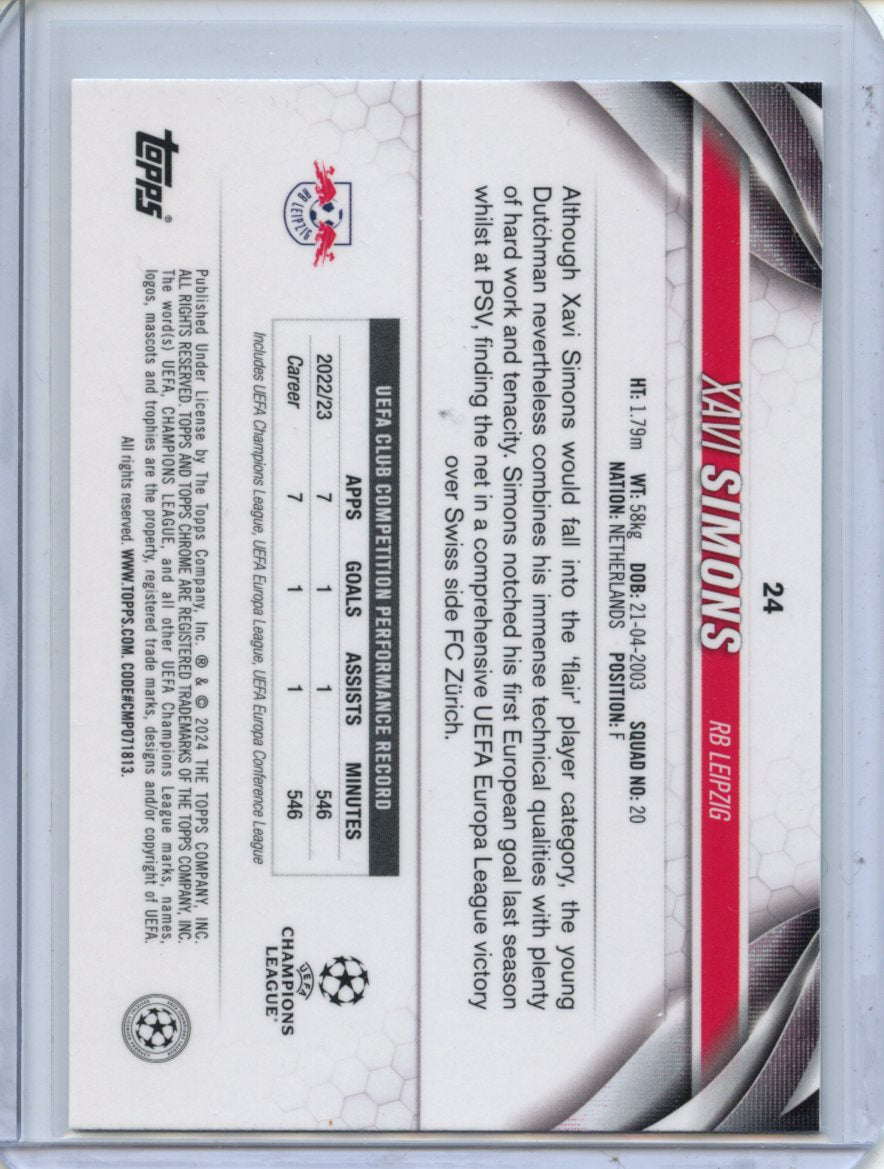 24
XAVI SIMONS RB LEIPZIG
HT: 1.79m WT: 58kg DOB: 21-04-2003 SQUAD NO: 20
NATION: NETHERLANDS POSITION: F
Although Xavi Simons would fall into the ‘flair’ player category, the young
Dutchman nevertheless combines his immense technical qualities with plenty
of hard work and tenacity. Simons notched his first European goal last season
whilst at PSV, finding the net in a comprehensive UEFA Europa League victory
over Swiss side FC Zürich.
RB LEIPZIG
UEFA CLUB COMPETITION PERFORMANCE RECORD
APPS GOALS ASSISTS MINUTES
2022/23 7 1 1 546
Career 7 1 1 546
Includes UEFA Champions League, UEFA Europa League, UEFA Europa Conference League
UEFA
CHAMPIONS
LEAGUE®
topps®
Published Under License by The Topps Company, Inc. ® & © 2024 THE TOPPS COMPANY, INC.
ALL RIGHTS RESERVED. TOPPS AND TOPPS CHROME ARE REGISTERED TRADEMARKS OF THE TOPPS COMPANY, INC.
The word(s) UEFA, CHAMPIONS LEAGUE, and all other UEFA Champions League marks, names,
logos, mascots and trophies are the property, registered trade marks, designs and/or copyright of UEFA.
All rights reserved. WWW.TOPPS.COM. CODE#CMP071813.